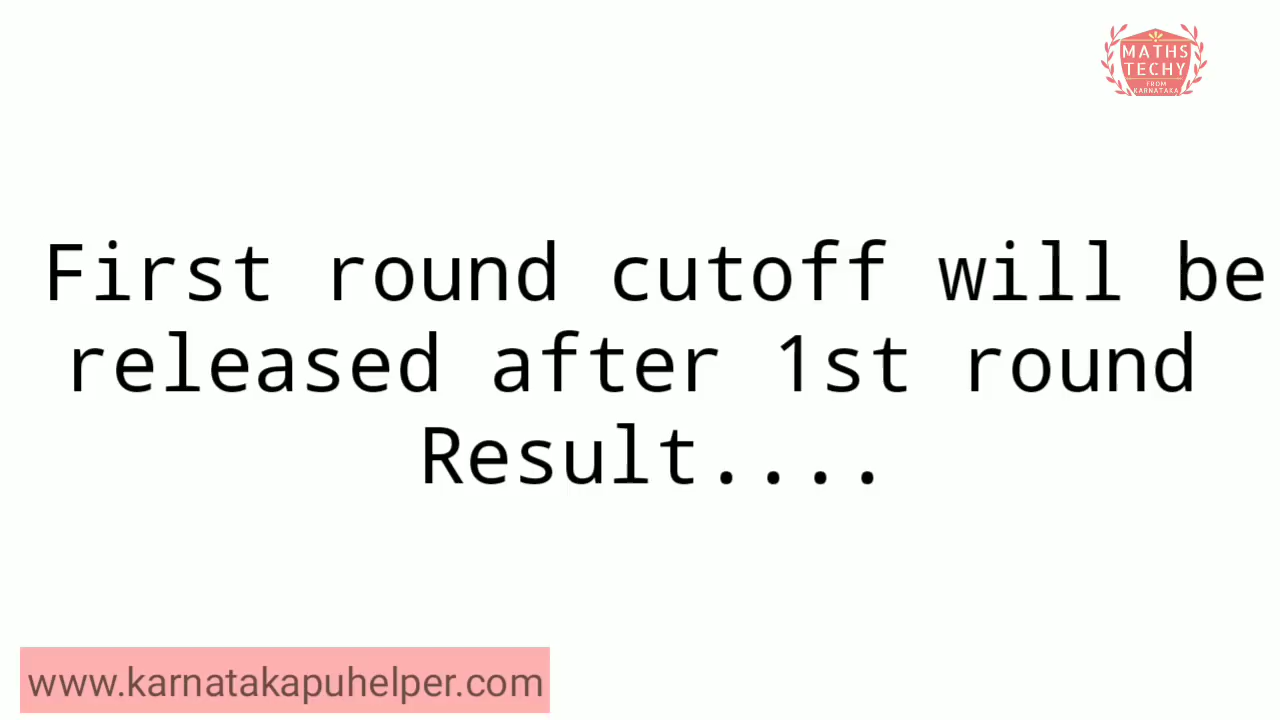 MATHS
TECHY
FROM
KARNATAKA
First round cutoff will be
released after 1st round
Result....
www.karnatakapuhelper.com